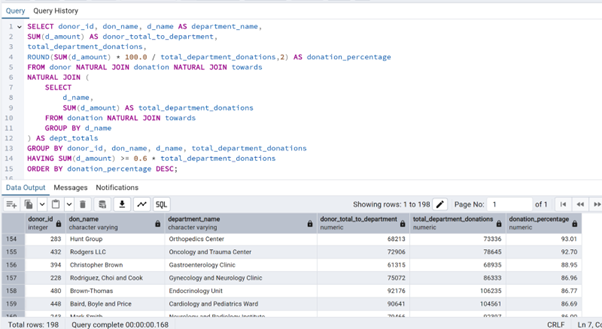 Query Query History
1 SELECT donor_id, don_name, d_name AS department_name,
2 SUM(d_amount) AS donor_total_to_department,
3 total_department_donations,
4 ROUND(SUM(d_amount) * 100.0 / total_department_donations,2) AS donation_percentage
5 FROM donor NATURAL JOIN donation NATURAL JOIN towards
6 NATURAL JOIN (
7 SELECT
8 d_name,
9 SUM(d_amount) AS total_department_donations
10 FROM donation NATURAL JOIN towards
11 GROUP BY d_name
12 ) AS dept_totals
13 GROUP BY donor_id, don_name, d_name, total_department_donations
14 HAVING SUM(d_amount) >= 0.6 * total_department_donations
15 ORDER BY donation_percentage DESC;
Data Output Messages Notifications
SQL Showing rows: 1 to 198 Page No: 1 of 1
donor_id don_name department_name donor_total_to_department total_department_donations donation_percentage
integer character varying character varying numeric numeric numeric
154 283 Hunt Group Orthopedics Center 68213 73336 93.01
155 432 Rodgers LLC Oncology and Trauma Center 72906 78645 92.70
156 394 Christopher Brown Gastroenterology Clinic 61315 68935 88.95
157 228 Rodriguez, Choi and Cook Gynecology and Neurology Clinic 75072 86333 86.96
158 480 Brown-Thomas Endocrinology Unit 92176 106235 86.77
159 448 Baird, Boyle and Price Cardiology and Pediatrics Ward 90641 104561 86.69
Total rows: 198 Query complete 00:00:00.168 CRLF Ln 7, Co